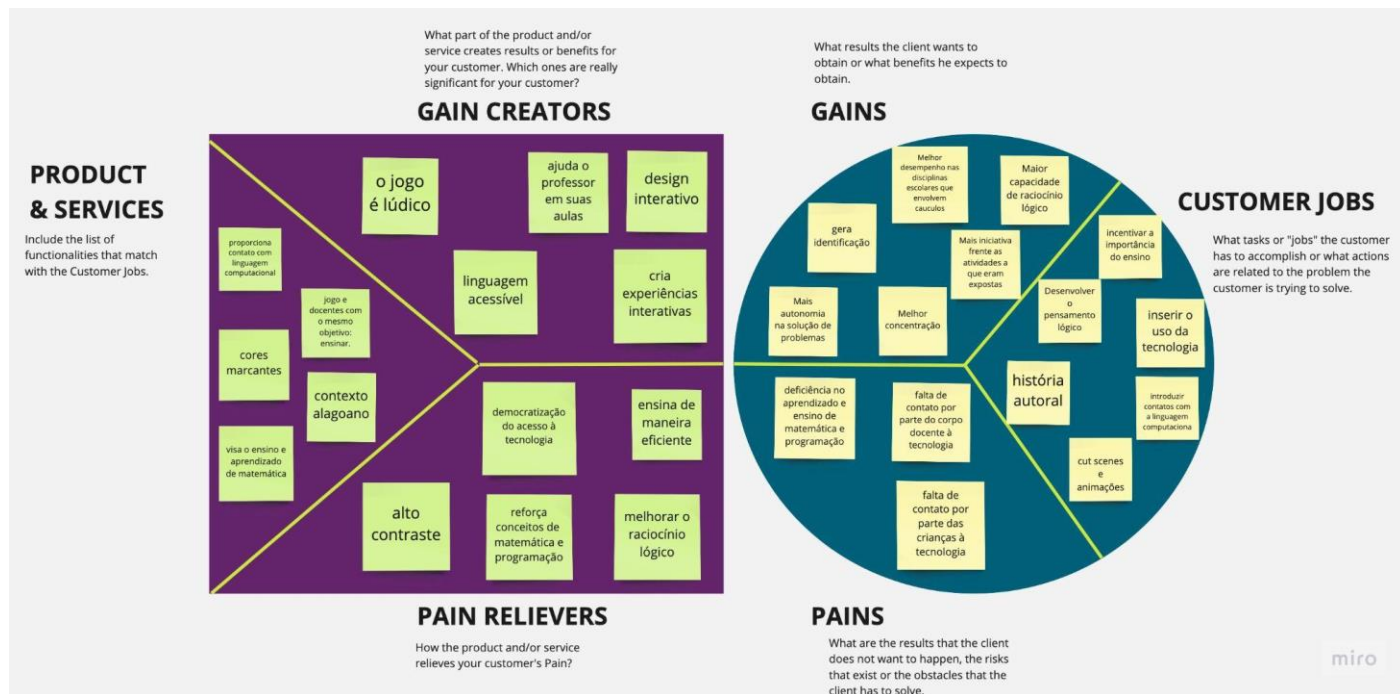 What part of the product and/or
service creates results or benefits for
your customer. Which ones are really
significant for your customer?
GAIN CREATORS
What results the client wants to
obtain or what benefits he expects to
obtain.
GAINS
PRODUCT
& SERVICES
Include the list of
functionalities that match
with the Customer Jobs.
CUSTOMER JOBS
What tasks or "jobs" the customer
has to accomplish or what actions
are related to the problem the
customer is trying to solve.
proporciona
contato com
linguagem
computacional
jogo e
docentes com
o mesmo
objetivo:
ensinar.
cores
marcantes
contexto
alagoano
visa o ensino e
aprendizado
de matemática
o jogo
é lúdico
ajuda o
professor
em suas
aulas
design
interativo
linguagem
acessível
cria
experiências
interativas
democratização
do acesso à
tecnologia
ensina de
maneira
eficiente
alto
contraste
reforça
conceitos de
matemática e
programação
melhorar o
raciocínio
lógico
Melhor
desempenho nas
disciplinas
escolares que
envolvem
cauculos
Maior
capacidade
de raciocínio
lógico
gera
identificação
Mais iniciativa
frente as
atividades a
que eram
expostas
Mais
autonomia
na solução de
problemas
Melhor
concentração
incentivar a
importância
do ensino
Desenvolver
o
pensamento
lógico
inserir o
uso da
tecnologia
história
autoral
introduzir
contatos com
a linguagem
computaciona
cut scenes
e
animações
deficiência no
aprendizado e
ensino de
matemática e
programação
falta de
contato por
parte do corpo
docente à
tecnologia
falta de
contato por
parte das
crianças à
tecnologia
PAIN RELIEVERS
How the product and/or service
relieves your customer's Pain?
PAINS
What are the results that the client
does not want to happen, the risks
that exist or the obstacles that the
client has to solve.
miro